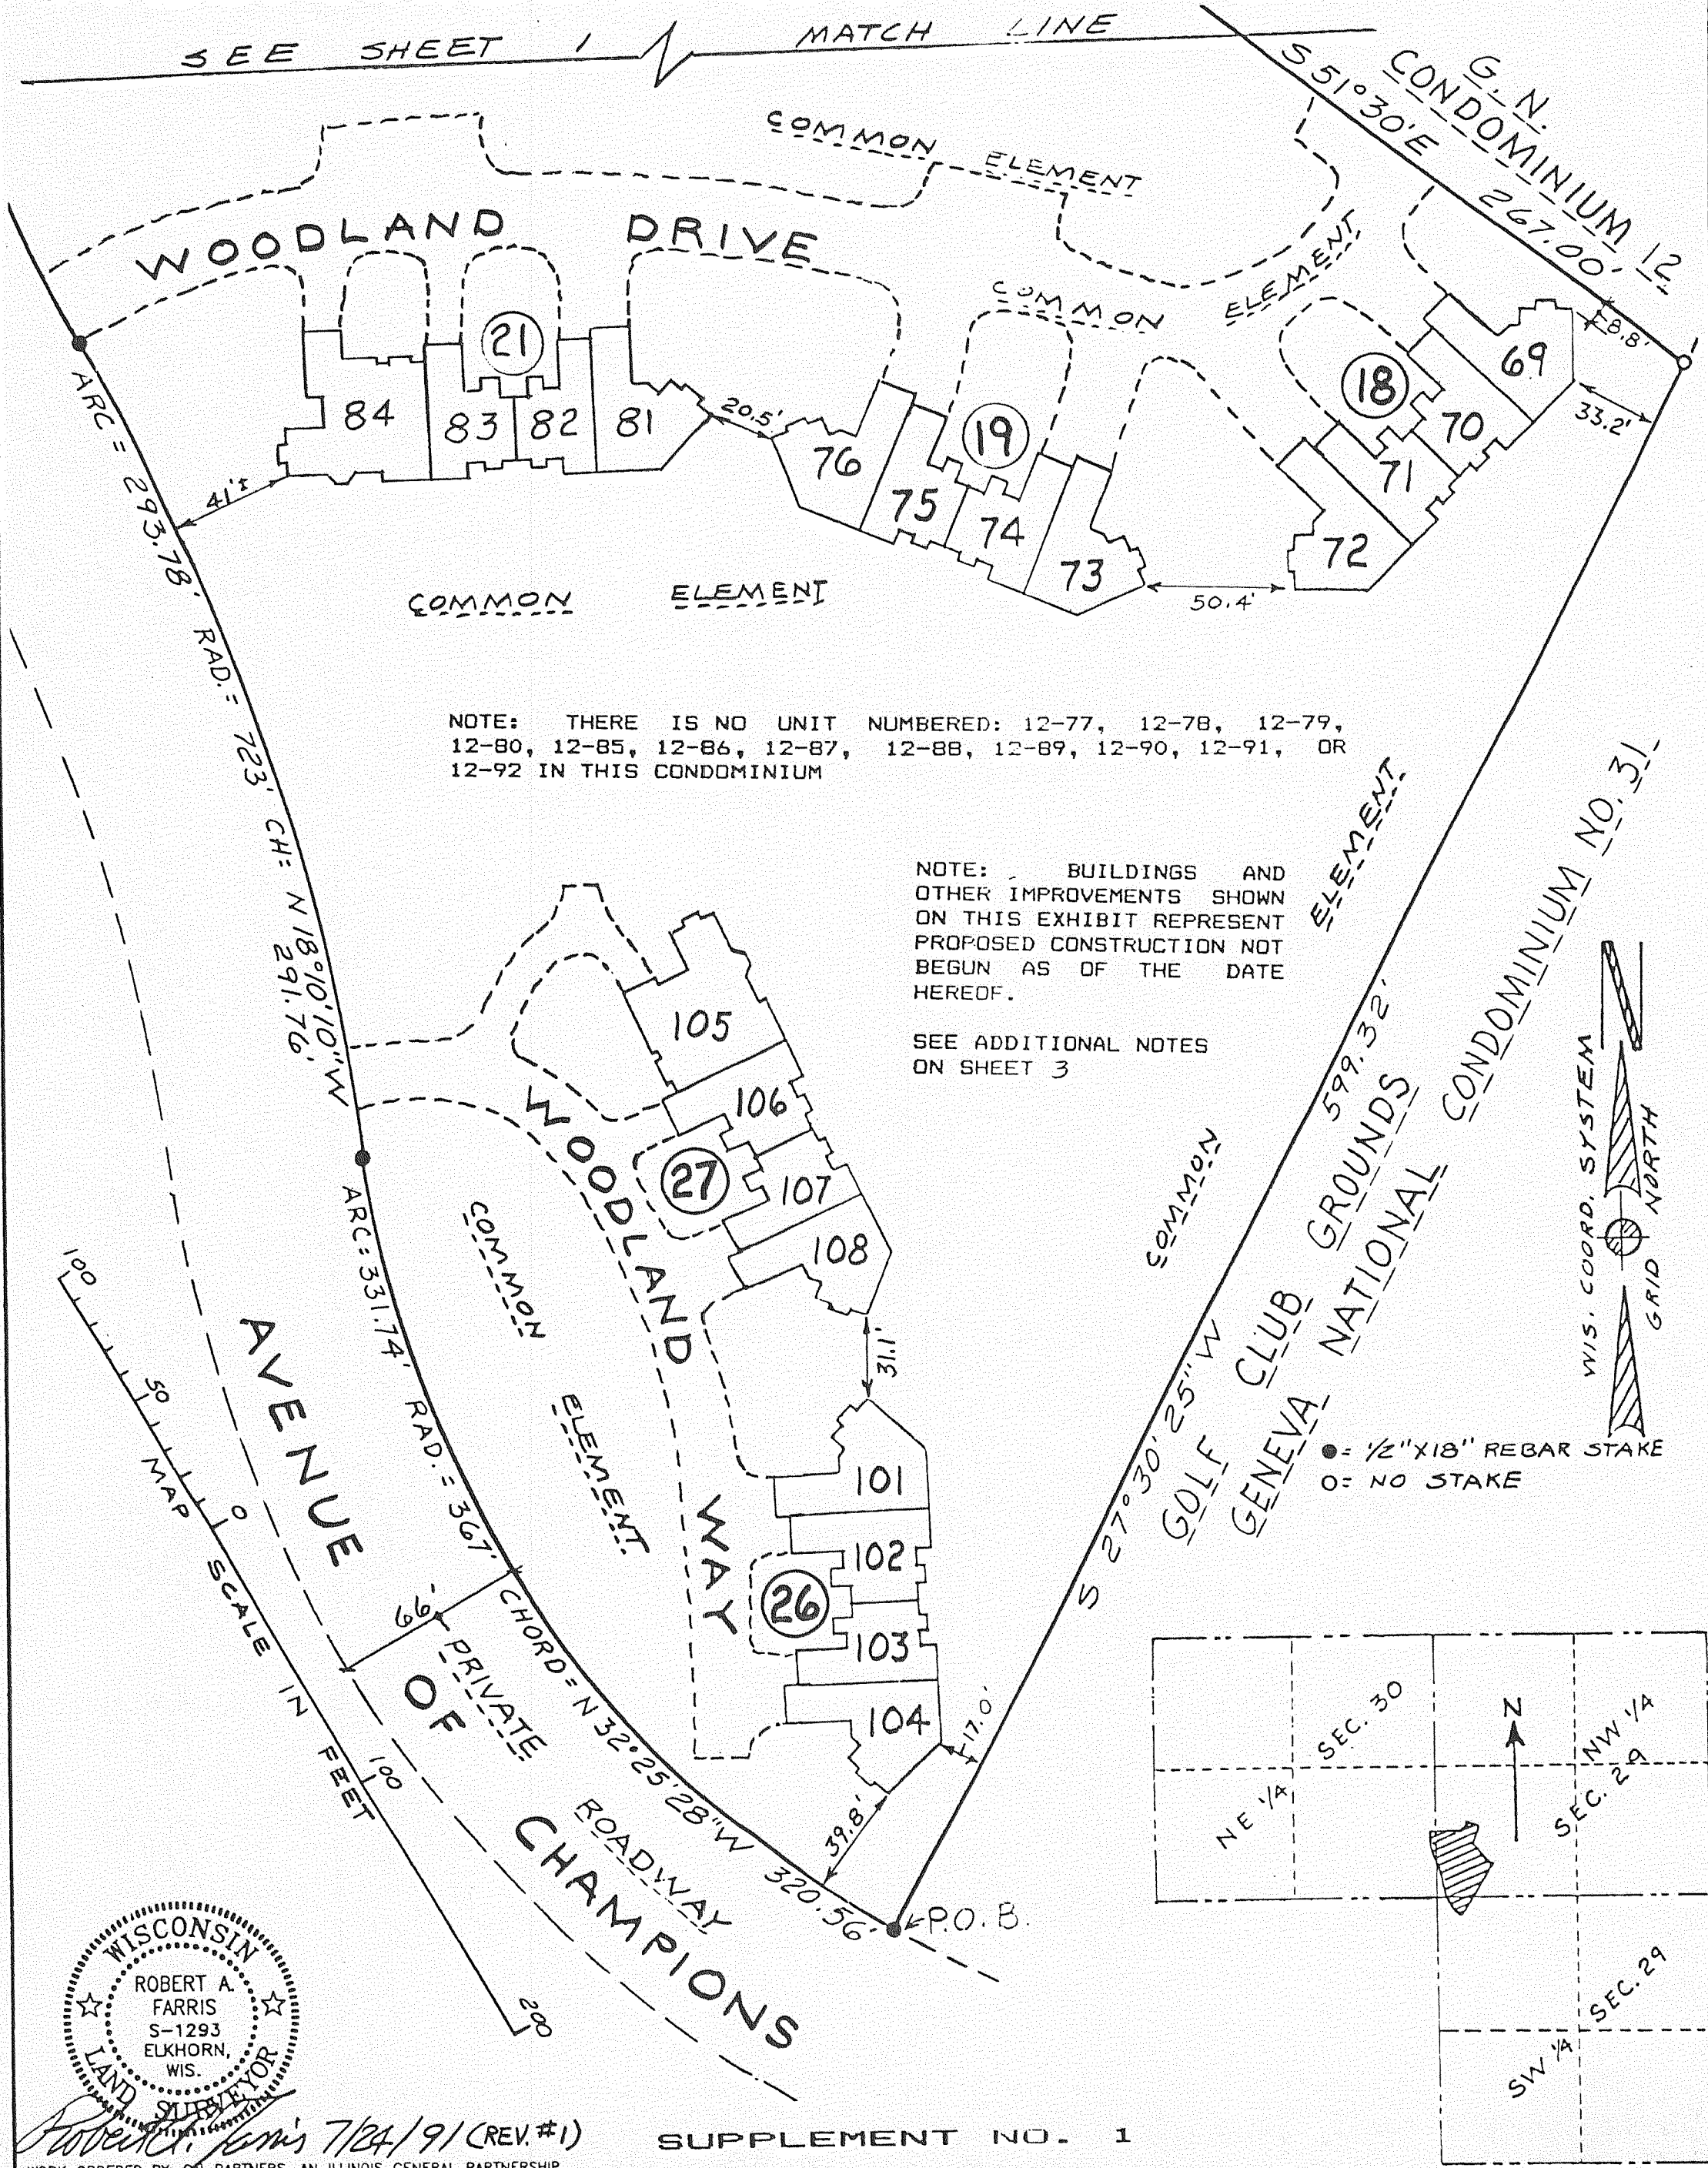 SEE SHEET 1 MATCH LINE
G. N.
CONDOMINIUM 12
S 51°30'E 267.00'
COMMON ELEMENT
WOODLAND DRIVE
COMMON ELEMENT
21
84
83
82
81
20.5'
41'±
76
75
74
73
19
50.4'
18
69
70
71
72
8.8'
33.2'
ARC = 293.78' RAD. = 723' CH: N 18°10'10"W
291.76'
COMMON ELEMENT
NOTE: THERE IS NO UNIT NUMBERED: 12-77, 12-78, 12-79,
12-80, 12-85, 12-86, 12-87, 12-88, 12-89, 12-90, 12-91, OR
12-92 IN THIS CONDOMINIUM
NOTE: BUILDINGS AND
OTHER IMPROVEMENTS SHOWN
ON THIS EXHIBIT REPRESENT
PROPOSED CONSTRUCTION NOT
BEGUN AS OF THE DATE
HEREOF.
SEE ADDITIONAL NOTES
ON SHEET 3
COMMON ELEMENT
S 27°30'25"W 599.32'
GOLF CLUB GROUNDS
GENEVA NATIONAL CONDOMINIUM NO. 31
WIS. COORD. SYSTEM
GRID NORTH
N
105
106
107
108
27
WOODLAND WAY
31.1'
101
102
103
104
26
17.0'
39.8'
COMMON ELEMENT
ARC=331.74' RAD. = 367' CHORD = N 32°25'28"W 320.56'
P.O.B.
AVENUE OF CHAMPIONS
66'
PRIVATE ROADWAY
100
50
0
100
200
MAP SCALE IN FEET
●= 1/2"X18" REBAR STAKE
O= NO STAKE
SEC. 30
NE 1/4
N
NW 1/4
SEC. 29
SEC. 29
SW 1/4
WISCONSIN
ROBERT A.
FARRIS
S-1293
ELKHORN,
WIS.
LAND SURVEYOR
Robert A. Farris 7/24/91 (REV.#1)
SUPPLEMENT NO. 1
WORK ORDERED BY GN PARTNERS, AN ILLINOIS GENERAL PARTNERSHIP